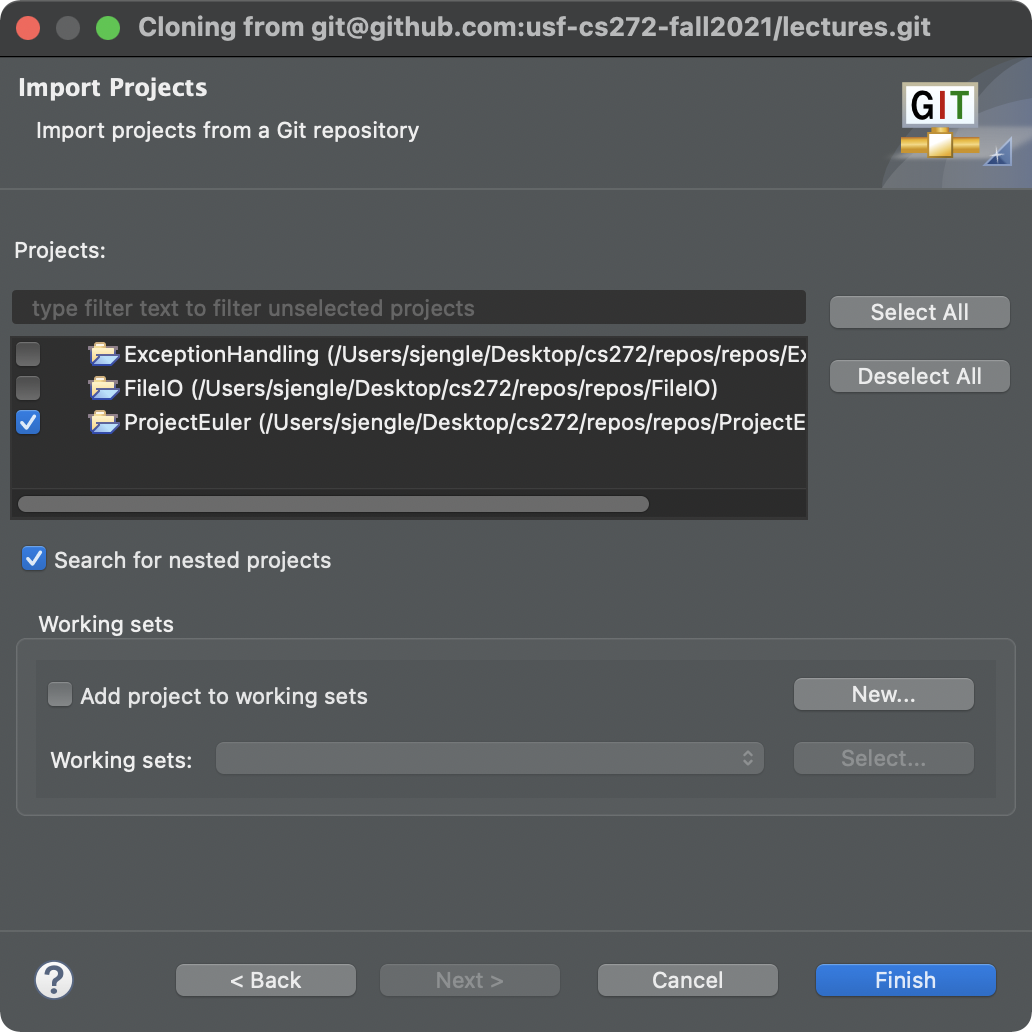 Cloning from git@github.com:usf-cs272-fall2021/lectures.git
Import Projects
Import projects from a Git repository
GIT
Projects:
type filter text to filter unselected projects
Select All
ExceptionHandling (/Users/sjengle/Desktop/cs272/repos/repos/Ex
Deselect All
FileIO (/Users/sjengle/Desktop/cs272/repos/repos/FileIO)
ProjectEuler (/Users/sjengle/Desktop/cs272/repos/repos/ProjectE
Search for nested projects
Working sets
Add project to working sets
New...
Working sets:
Select...
?
< Back
Next >
Cancel
Finish